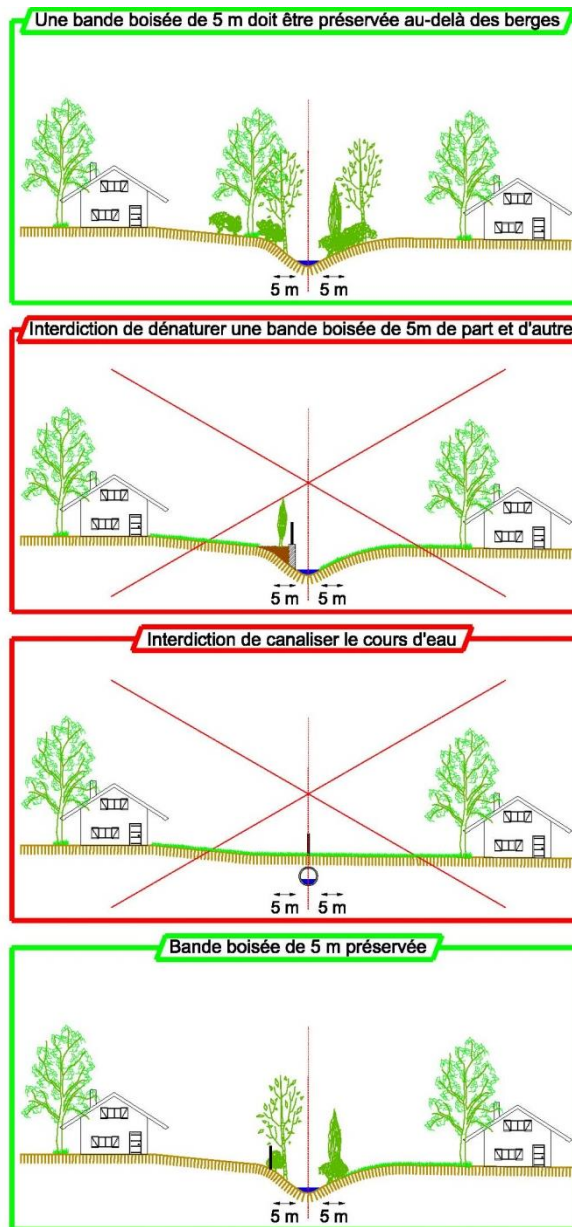 Une bande boisée de 5 m doit être préservée au-delà des berges
5 m 5 m
Interdiction de dénaturer une bande boisée de 5m de part et d'autre
5 m 5 m
Interdiction de canaliser le cours d'eau
5 m 5 m
Bande boisée de 5 m préservée
5 m 5 m